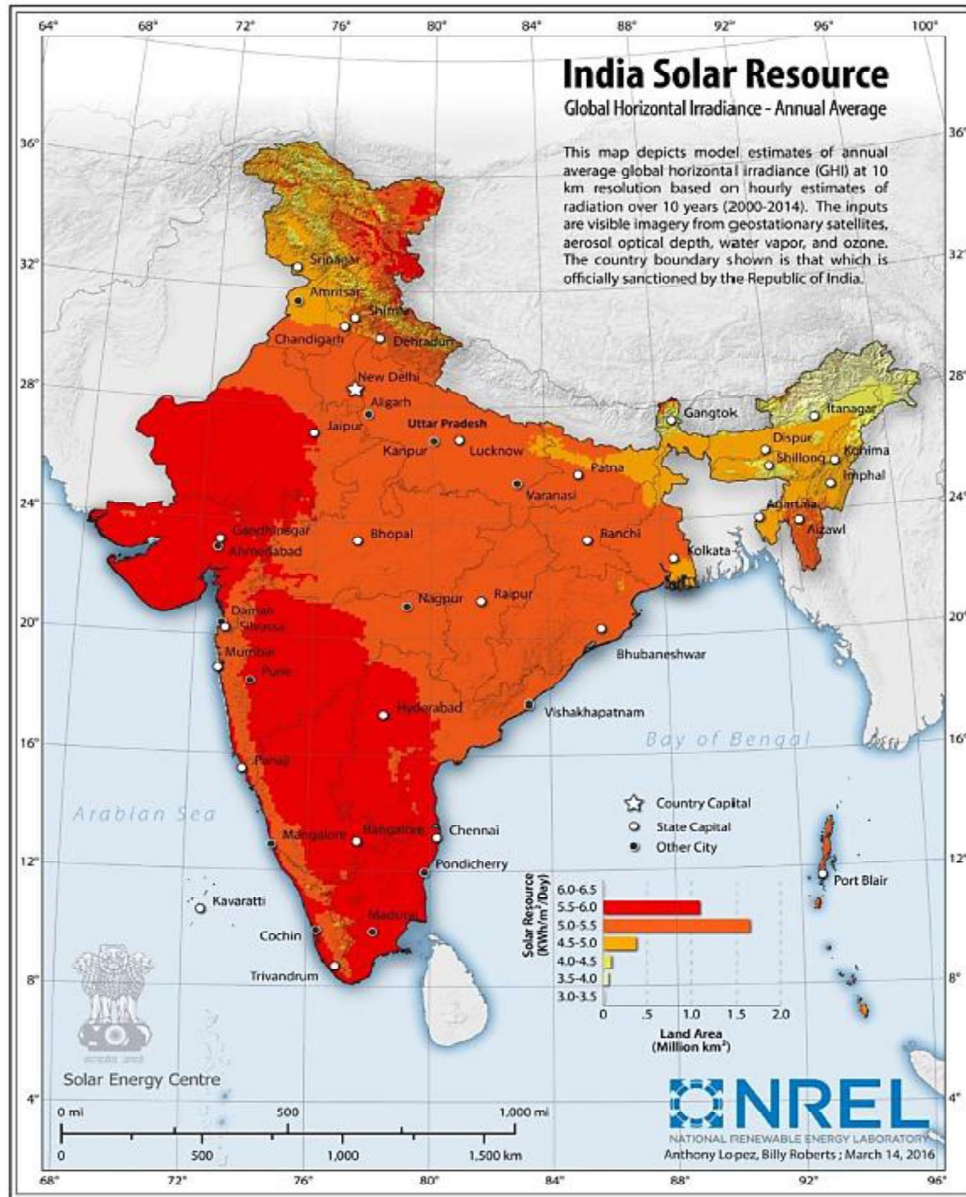 64°
68°
72°
76°
80°
84°
88°
92°
96°
100°
India Solar Resource
Global Horizontal Irradiance - Annual Average
This map depicts model estimates of annual
average global horizontal irradiance (GHI) at 10
km resolution based on hourly estimates of
radiation over 10 years (2000-2014). The inputs
are visible imagery from geostationary satellites,
aerosol optical depth, water vapor, and ozone.
The country boundary shown is that which is
officially sanctioned by the Republic of India.
36°
36°
32°
32°
28°
28°
24°
24°
20°
20°
16°
16°
12°
12°
8°
8°
4°
4°
Srinagar
Amritsar
Shimla
Chandigarh
Dehradun
New Delhi
Aligarh
Jaipur
Uttar Pradesh
Kanpur
Lucknow
Gangtok
Itanagar
Dispur
Shillong
Kohima
Imphal
Patna
Varanasi
Agartala
Aizawl
Gandhinagar
Ahmedabad
Bhopal
Ranchi
Kolkata
Nagpur
Raipur
Daman
Silvassa
Mumbai
Pune
Bhubaneshwar
Hyderabad
Vishakhapatnam
Bay of Bengal
Panaji
Arabian Sea
Mangalore
Bangalore
Chennai
Pondicherry
Kavaratti
Cochin
Madurai
Trivandrum
Port Blair
Country Capital
State Capital
Other City
Solar Resource
(KWh/m²/Day)
6.0-6.5
5.5-6.0
5.0-5.5
4.5-5.0
4.0-4.5
3.5-4.0
3.0-3.5
0 .5 1.0 1.5 2.0
Land Area
(Million km²)
Solar Energy Centre
0 mi 500 1,000 mi
0 500 1,000 1,500 km
NREL
NATIONAL RENEWABLE ENERGY LABORATORY
Anthony Lopez, Billy Roberts ; March 14, 2016
68°
72°
76°
80°
84°
88°
92°
96°